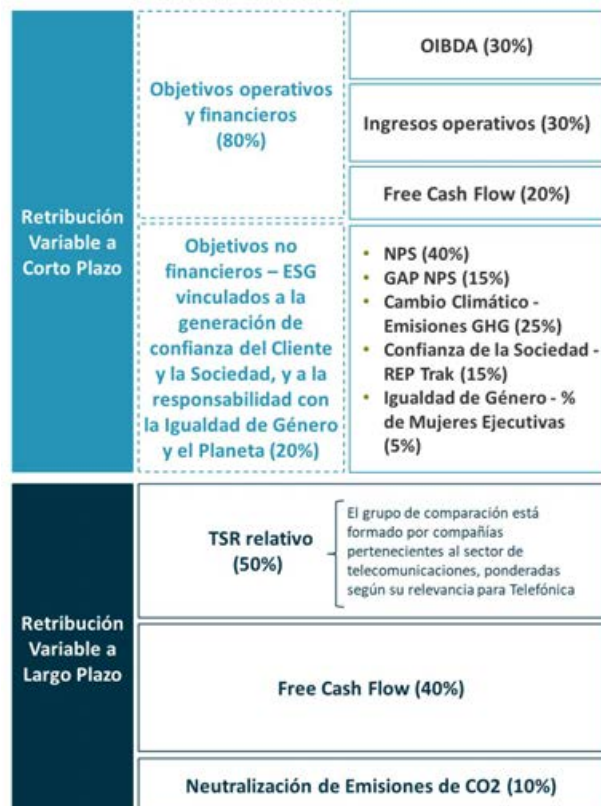 Retribución
Variable a
Corto Plazo
Objetivos operativos
y financieros
(80%)
OIBDA (30%)
Ingresos operativos (30%)
Free Cash Flow (20%)
Objetivos no
financieros – ESG
vinculados a la
generación de
confianza del Cliente
y la Sociedad, y a la
responsabilidad con
la Igualdad de Género
y el Planeta (20%)
• NPS (40%)
• GAP NPS (15%)
• Cambio Climático -
Emisiones GHG (25%)
• Confianza de la Sociedad -
REP Trak (15%)
• Igualdad de Género - %
de Mujeres Ejecutivas
(5%)
Retribución
Variable a
Largo Plazo
TSR relativo
(50%)
El grupo de comparación está
formado por compañías
pertenecientes al sector de
telecomunicaciones, ponderadas
según su relevancia para Telefónica
Free Cash Flow (40%)
Neutralización de Emisiones de CO2 (10%)